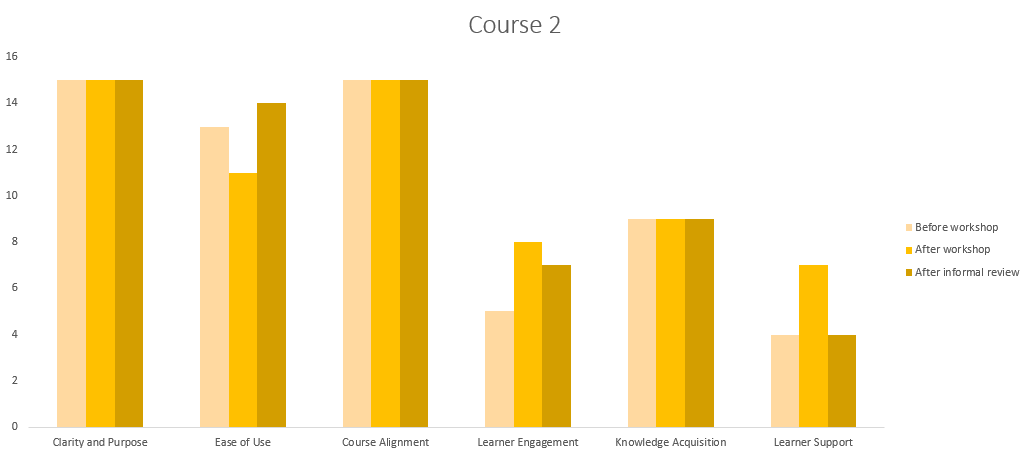 Course 2
16
14
12
10
8
6
4
2
0
Clarity and Purpose
Ease of Use
Course Alignment
Learner Engagement
Knowledge Acquisition
Learner Support
Before workshop
After workshop
After informal review